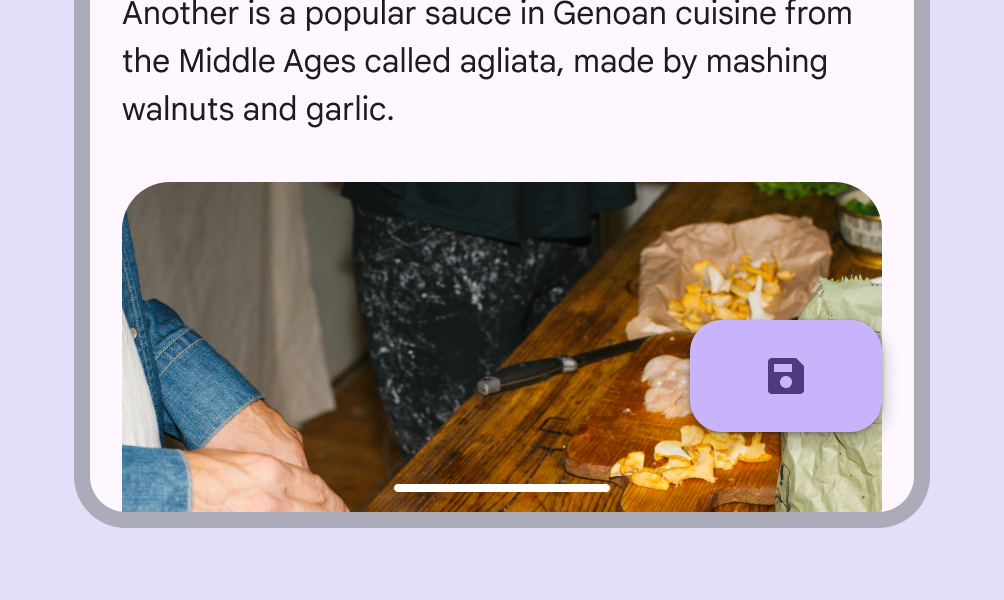 Another is a popular sauce in Genoan cuisine from
the Middle Ages called agliata, made by mashing
walnuts and garlic.